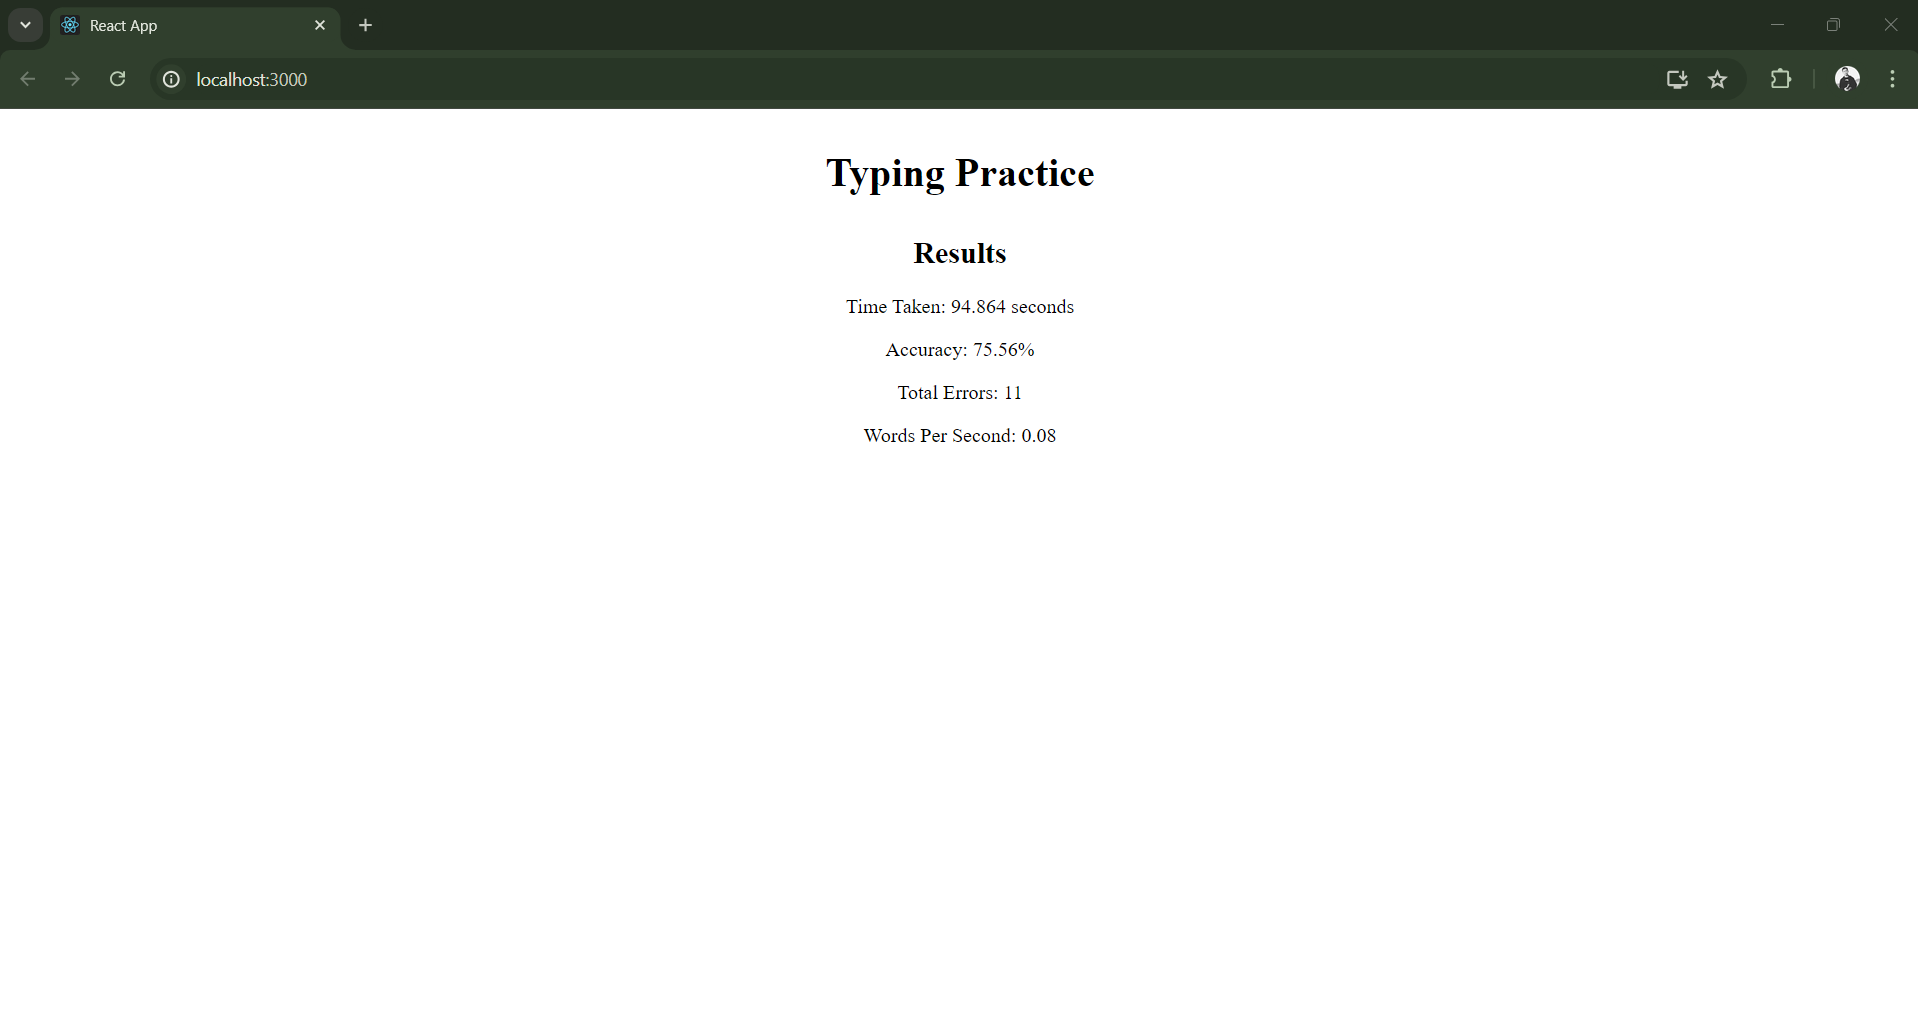 React App
localhost:3000
Typing Practice
Results
Time Taken: 94.864 seconds
Accuracy: 75.56%
Total Errors: 11
Words Per Second: 0.08